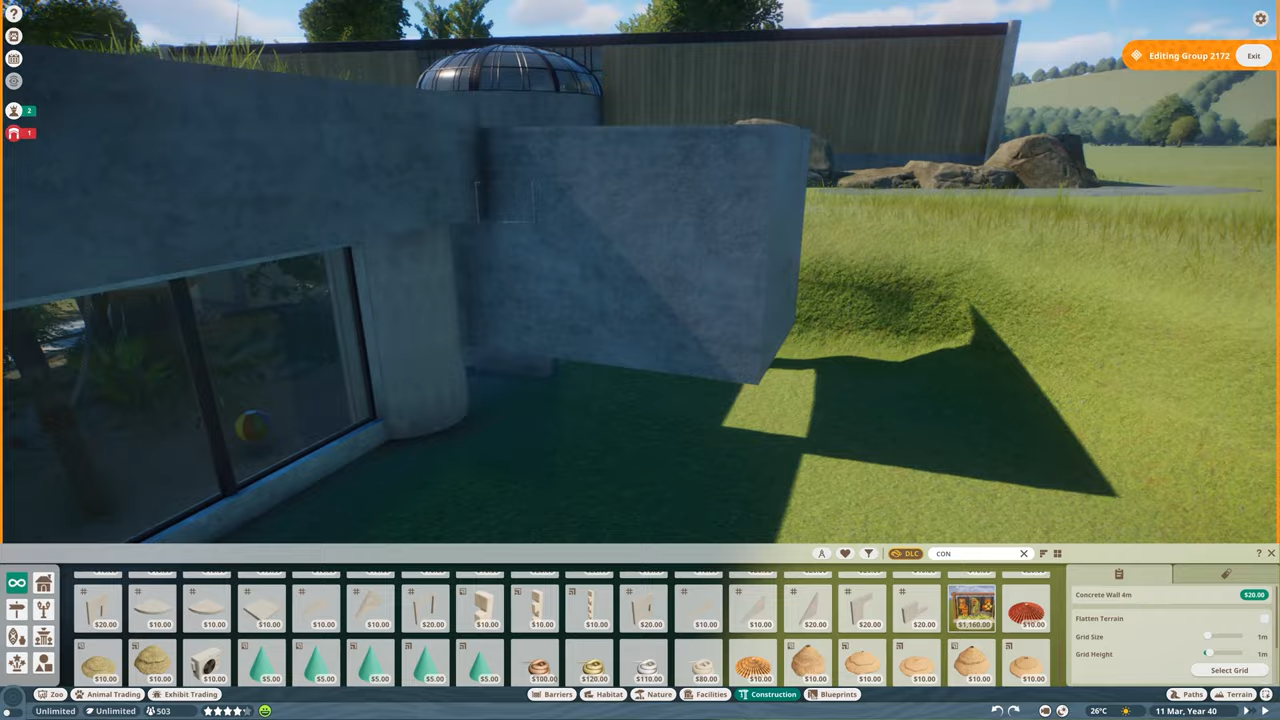 ?
Editing Group 2172 Exit
2
1
DLC CON ?
Concrete Wall 4m $20.00
Flatten Terrain
Grid Size 1m
Grid Height 1m
Select Grid
$20.00 $10.00 $10.00 $10.00 $10.00 $10.00 $10.00 $10.00 $10.00 $10.00 $20.00 $10.00 $10.00 $10.00 $20.00 $20.00 $1,160.00 $10.00
$10.00 $10.00 $10.00 $5.00 $5.00 $5.00 $5.00 $5.00 $100.00 $120.00 $110.00 $80.00 $10.00 $10.00 $10.00 $10.00 $10.00 $10.00
Zoo Animal Trading Exhibit Trading Barriers Habitat Nature Facilities Construction Blueprints Paths Terrain
Unlimited Unlimited 503 26°C 11 Mar, Year 40